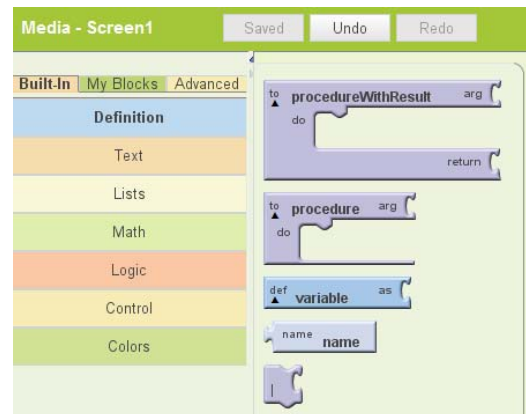 Media - Screen1 Saved Undo Redo
Built-In My Blocks Advanced
Definition
Text
Lists
Math
Logic
Control
Colors
to procedureWithResult arg
do
return
to procedure arg
do
def variable as
name name